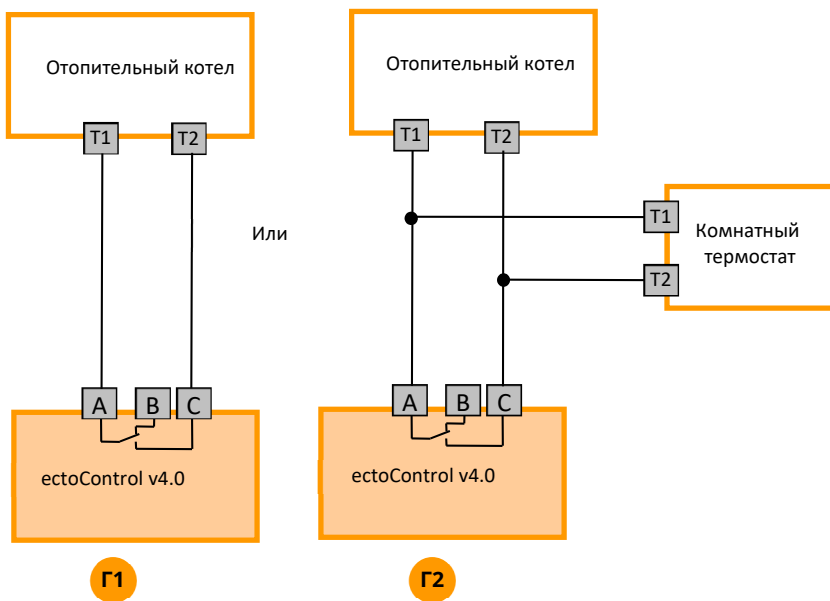 Отопительный котел
T1 T2
Или
A B C
ectoControl v4.0
Г1
Отопительный котел
T1 T2
T1
Комнатный
термостат
T2
A B C
ectoControl v4.0
Г2